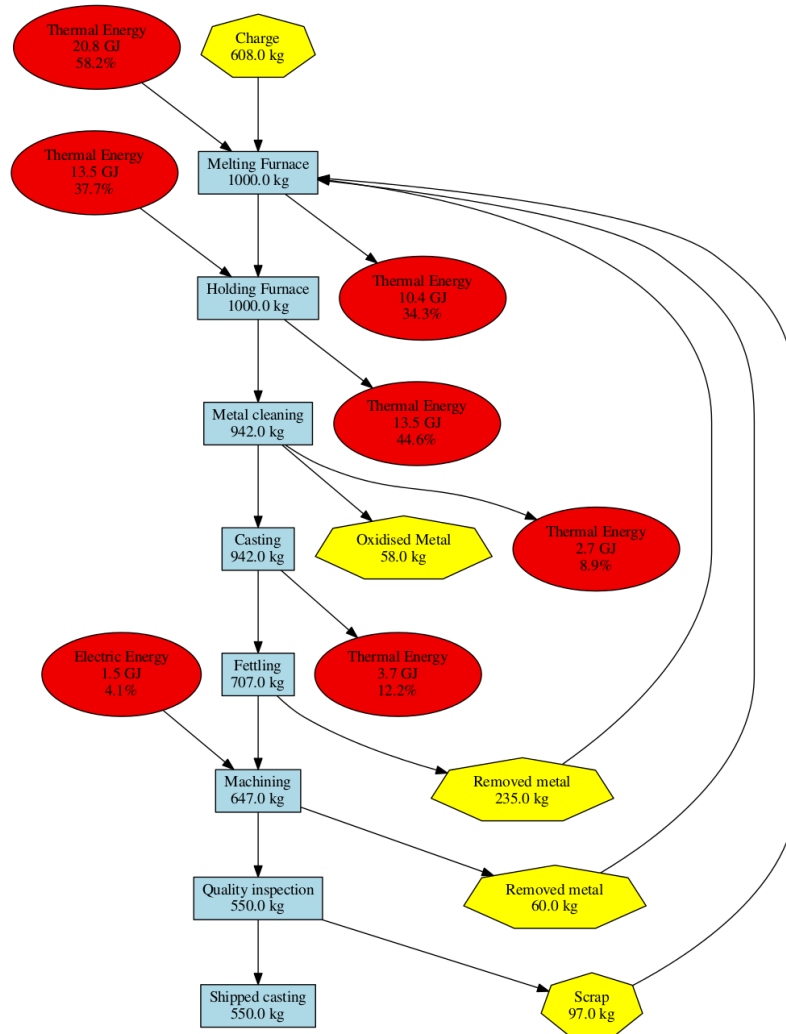 Thermal Energy
20.8 GJ
58.2%
Charge
608.0 kg
Thermal Energy
13.5 GJ
37.7%
Melting Furnace
1000.0 kg
Holding Furnace
1000.0 kg
Thermal Energy
10.4 GJ
34.3%
Metal cleaning
942.0 kg
Thermal Energy
13.5 GJ
44.6%
Casting
942.0 kg
Oxidised Metal
58.0 kg
Thermal Energy
2.7 GJ
8.9%
Electric Energy
1.5 GJ
4.1%
Fettling
707.0 kg
Thermal Energy
3.7 GJ
12.2%
Machining
647.0 kg
Removed metal
235.0 kg
Quality inspection
550.0 kg
Removed metal
60.0 kg
Shipped casting
550.0 kg
Scrap
97.0 kg